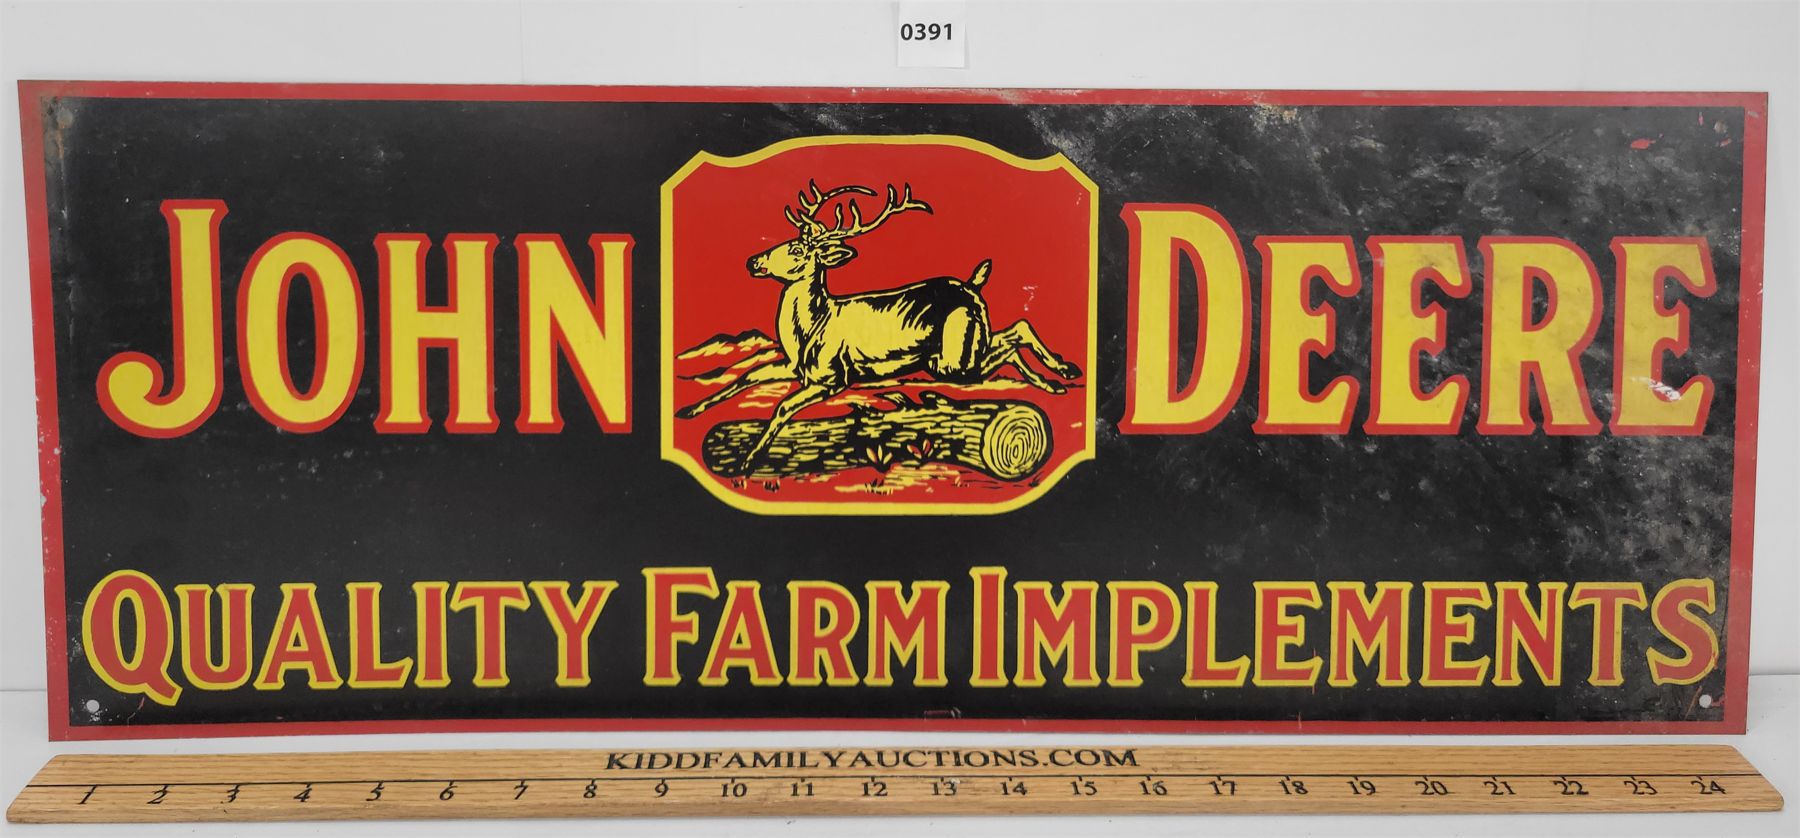 0391
JOHN DEERE
QUALITY FARM IMPLEMENTS
KIDDFAMILYAUCTIONS.COM
1 2 3 4 5 6 7 8 9 10 11 12 13 14 15 16 17 18 19 20 21 22 23 24